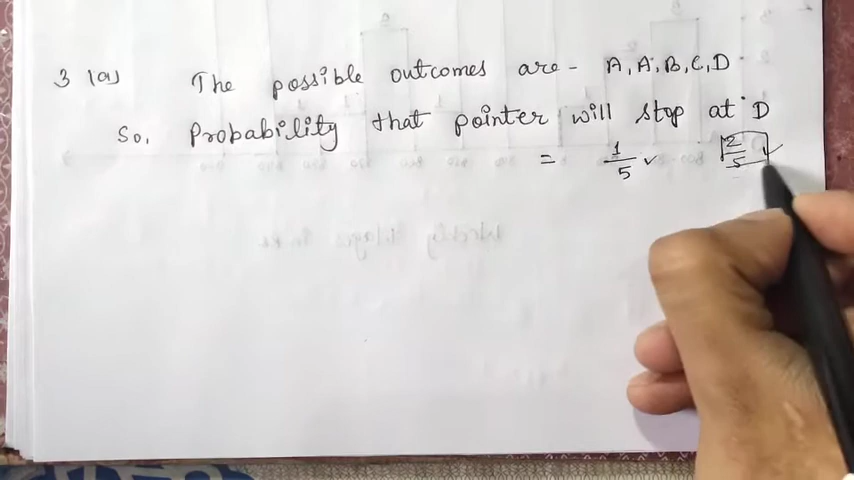 3 (a) The possible outcomes are - A, A, B, C, D.
So, Probability that pointer will stop at D
= 1/5 ✓ 2/5 ✓